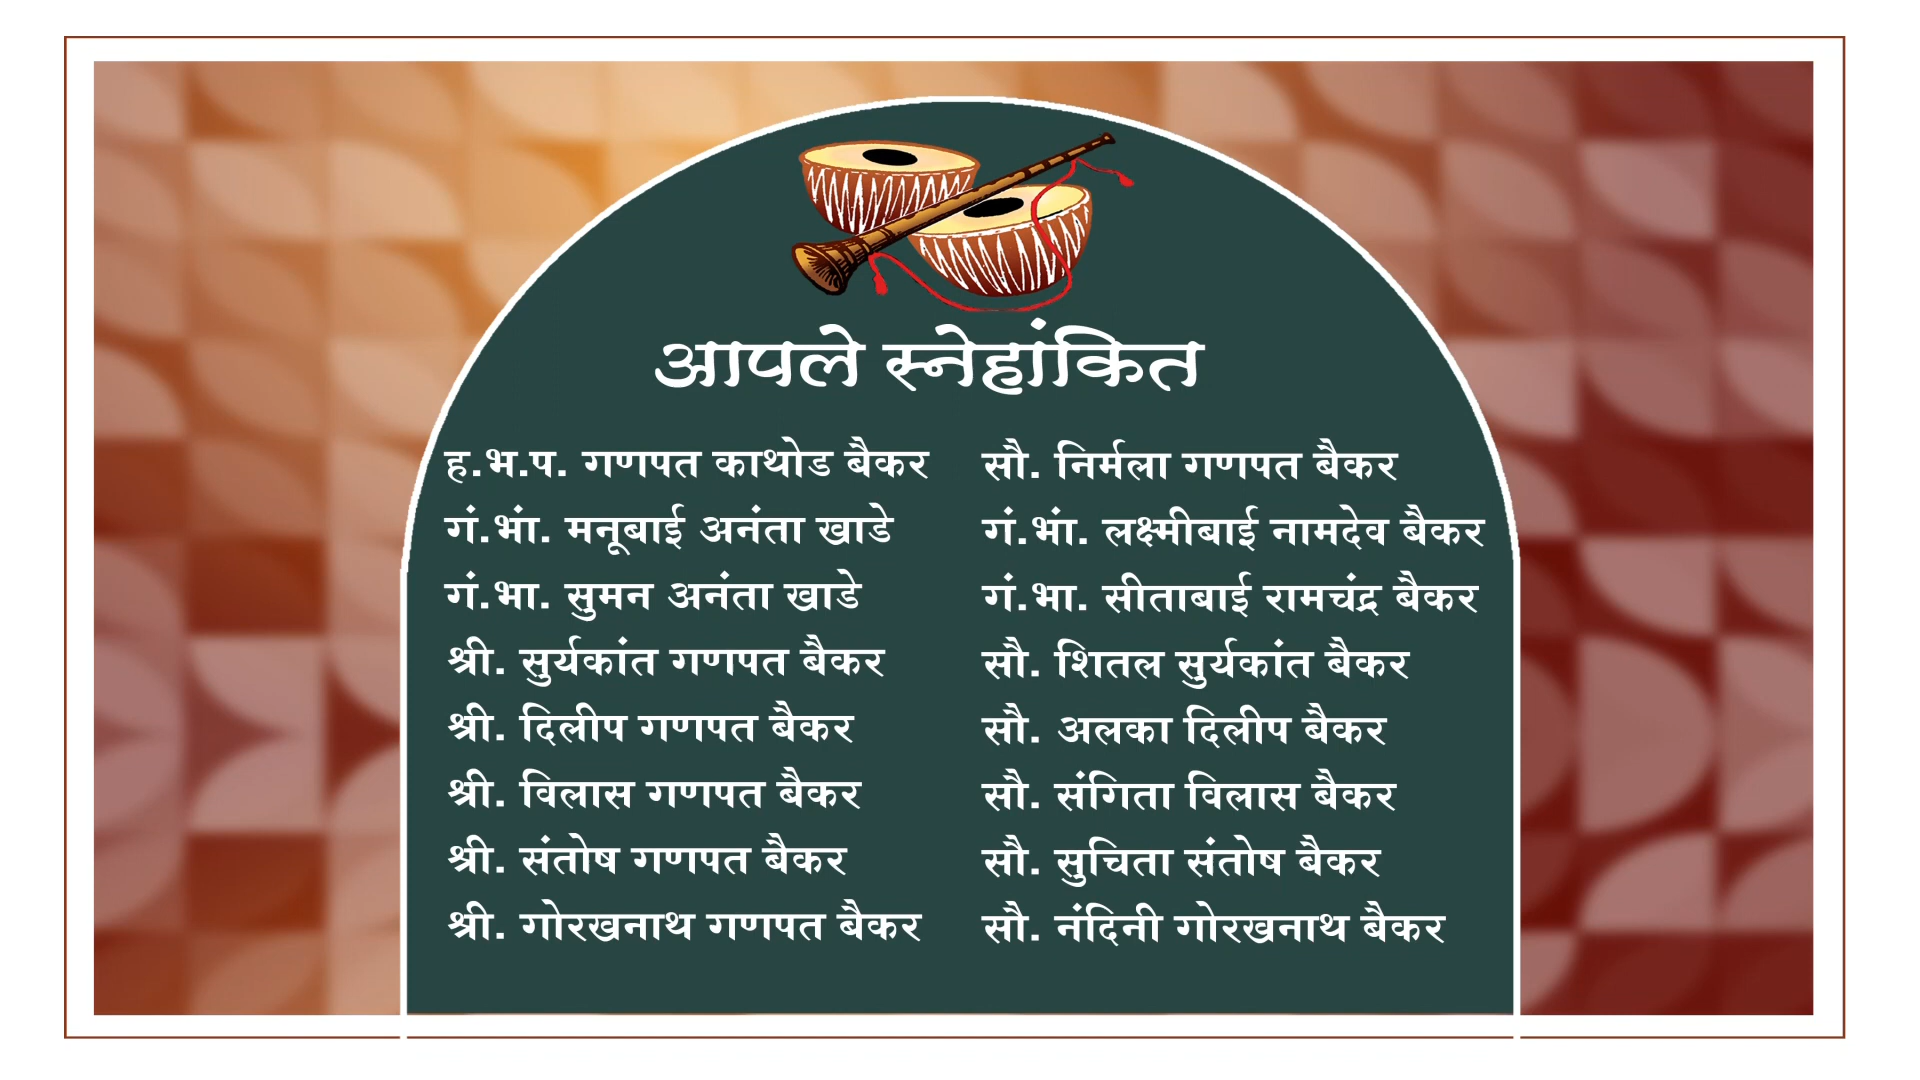 आपले स्नेहांकित
ह.भ.प. गणपत काथोड बैकर
गं.भां. मनूबाई अनंता खाडे
गं.भा. सुमन अनंता खाडे
श्री. सुर्यकांत गणपत बैकर
श्री. दिलीप गणपत बैकर
श्री. विलास गणपत बैकर
श्री. संतोष गणपत बैकर
श्री. गोरखनाथ गणपत बैकर
सौ. निर्मला गणपत बैकर
गं.भां. लक्ष्मीबाई नामदेव बैकर
गं.भा. सीताबाई रामचंद्र बैकर
सौ. शितल सुर्यकांत बैकर
सौ. अलका दिलीप बैकर
सौ. संगिता विलास बैकर
सौ. सुचिता संतोष बैकर
सौ. नंदिनी गोरखनाथ बैकर